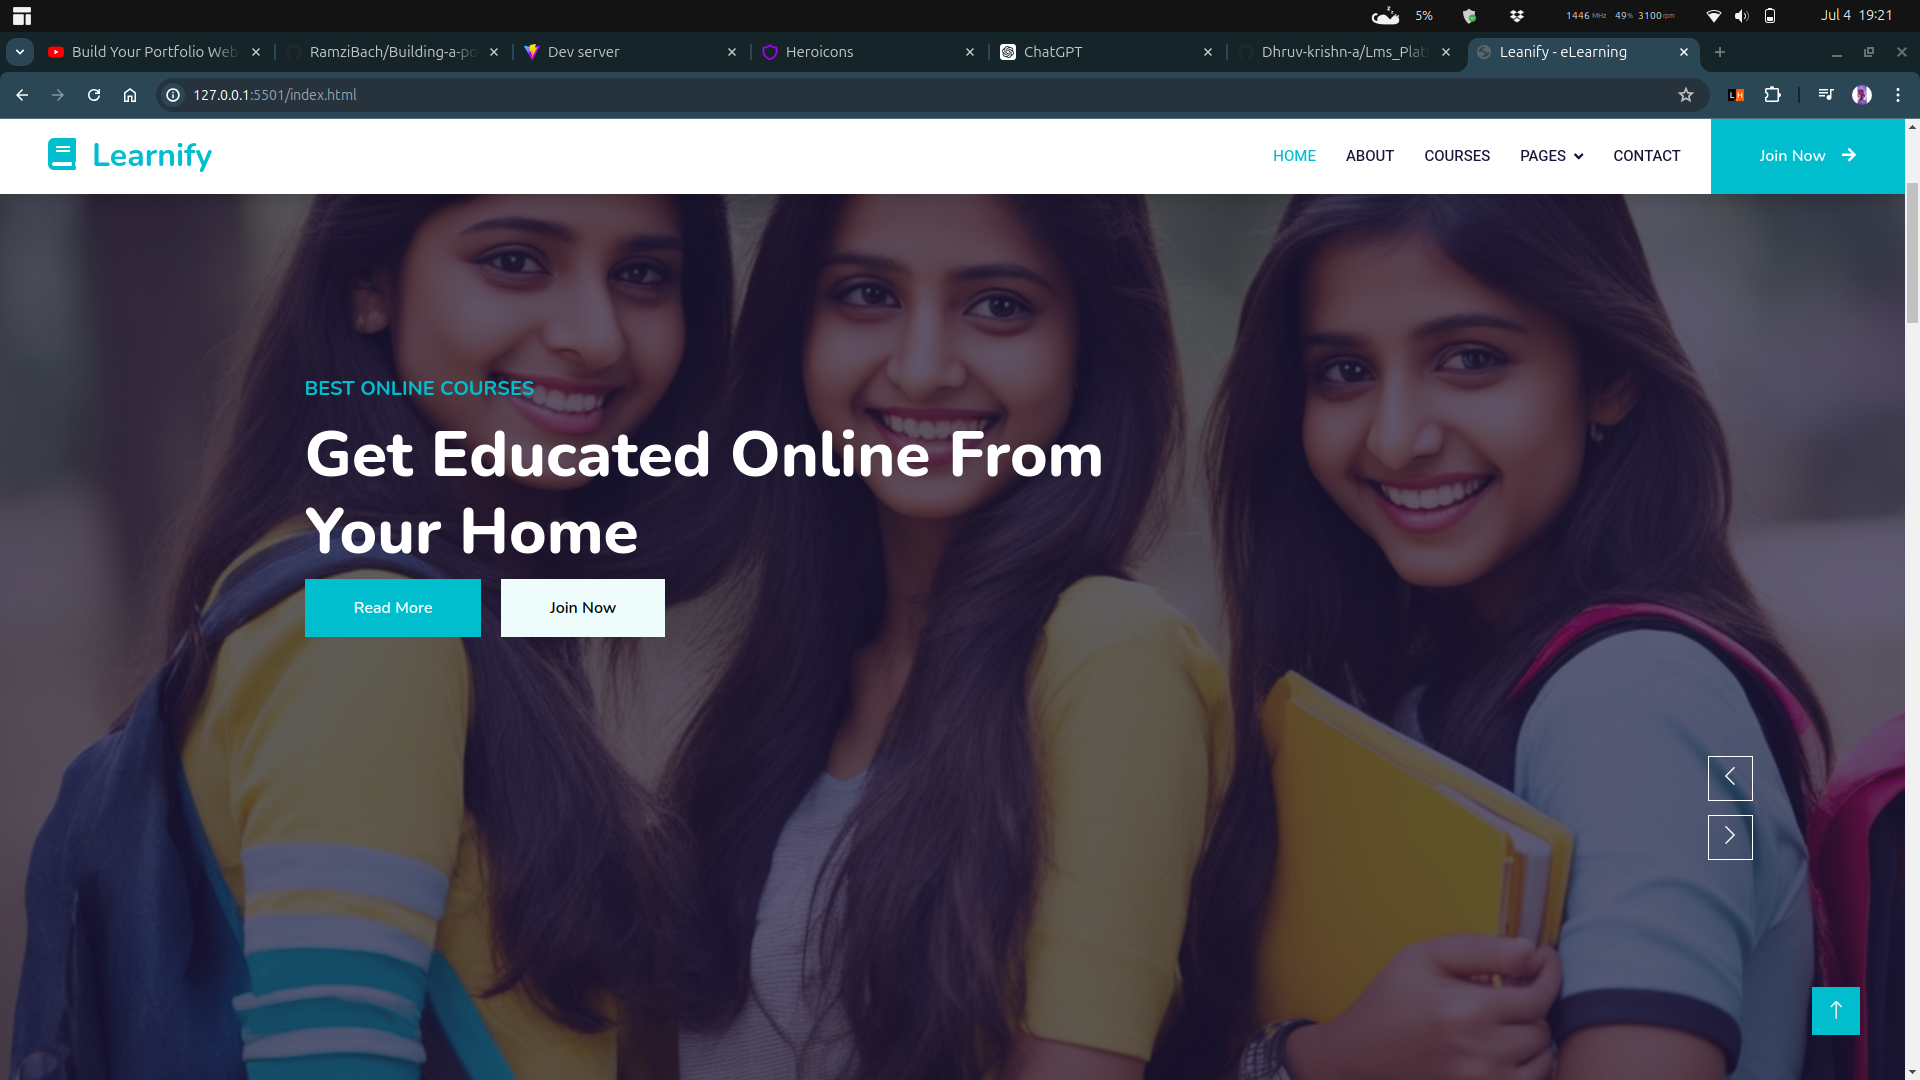 5%
1446 MHz 49% 3100 rpm
Jul 4 19:21
Build Your Portfolio Web
RamziBach/Building-a-po
Dev server
Heroicons
ChatGPT
Dhruv-krishn-a/Lms_Plat
Leanify - eLearning
127.0.0.1:5501/index.html
LH
Learnify
HOME
ABOUT
COURSES
PAGES
CONTACT
Join Now
BEST ONLINE COURSES
Get Educated Online From
Your Home
Read More
Join Now